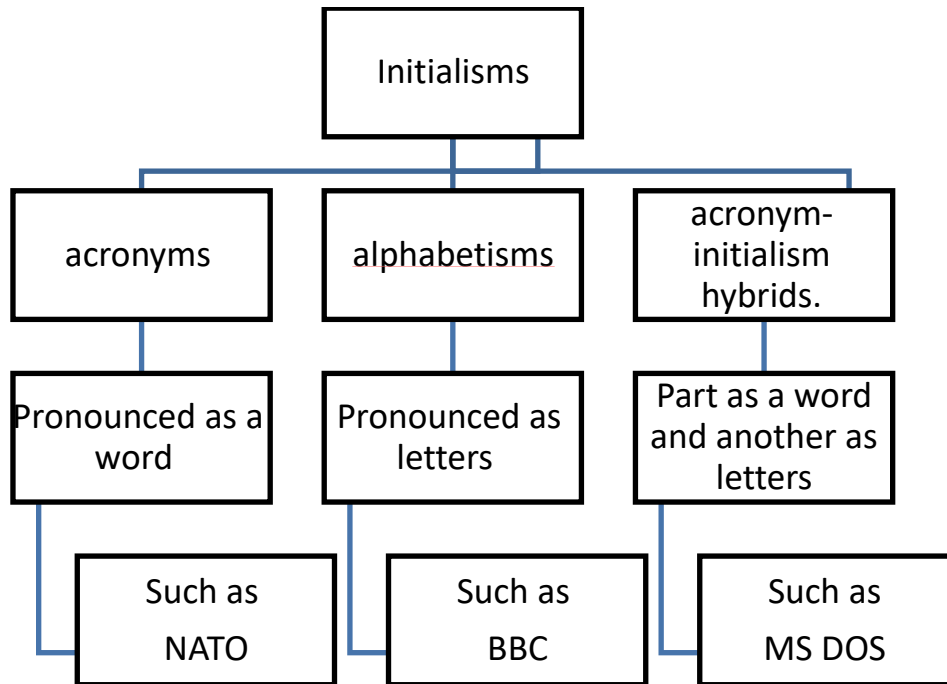 Initialisms
acronyms
alphabetisms
acronym-
initialism
hybrids.
Pronounced as a
word
Pronounced as
letters
Part as a word
and another as
letters
Such as
NATO
Such as
BBC
Such as
MS DOS